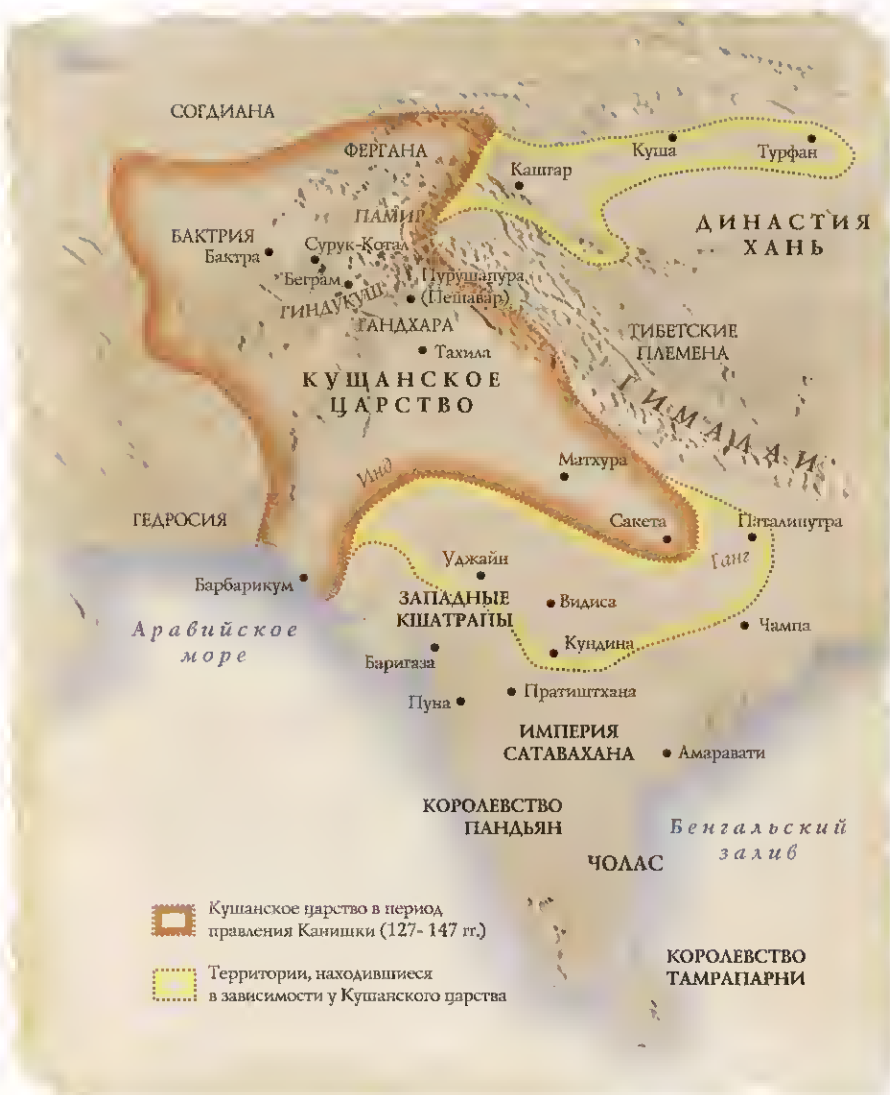 СОГДИАНА
ФЕРГАНА
Куша
Турфан
Кашгар
ПАМИР
ДИНАСТИЯ
ХАНЬ
БАКТРИЯ
Бактра
Сурук-Котал
Беграм
ГИНДУКУШ
Пурушапура
(Пешавар)
ГАНДХАРА
Тахила
ТИБЕТСКИЕ
ПЛЕМЕНА
ГИМАЛАИ
КУЩАНСКОЕ
ЦАРСТВО
Инд
Матхура
ГЕДРОСИЯ
Сакета
Паталипутра
Ганг
Уджайн
Барбарикум
ЗАПАДНЫЕ
КШАТРАПЫ
Видиса
Аравийское
море
Чампа
Кундина
Баригаза
Пуна
Пратиштхана
ИМПЕРИЯ
САТАВАХАНА
Амаравати
КОРОЛЕВСТВО
ПАНДЬЯН
Бенгальский
залив
ЧОЛАС
Кушанское царство в период
правления Канишки (127- 147 гг.)
КОРОЛЕВСТВО
ТАМРАПАРНИ
Территории, находившиеся
в зависимости у Кушанского царства